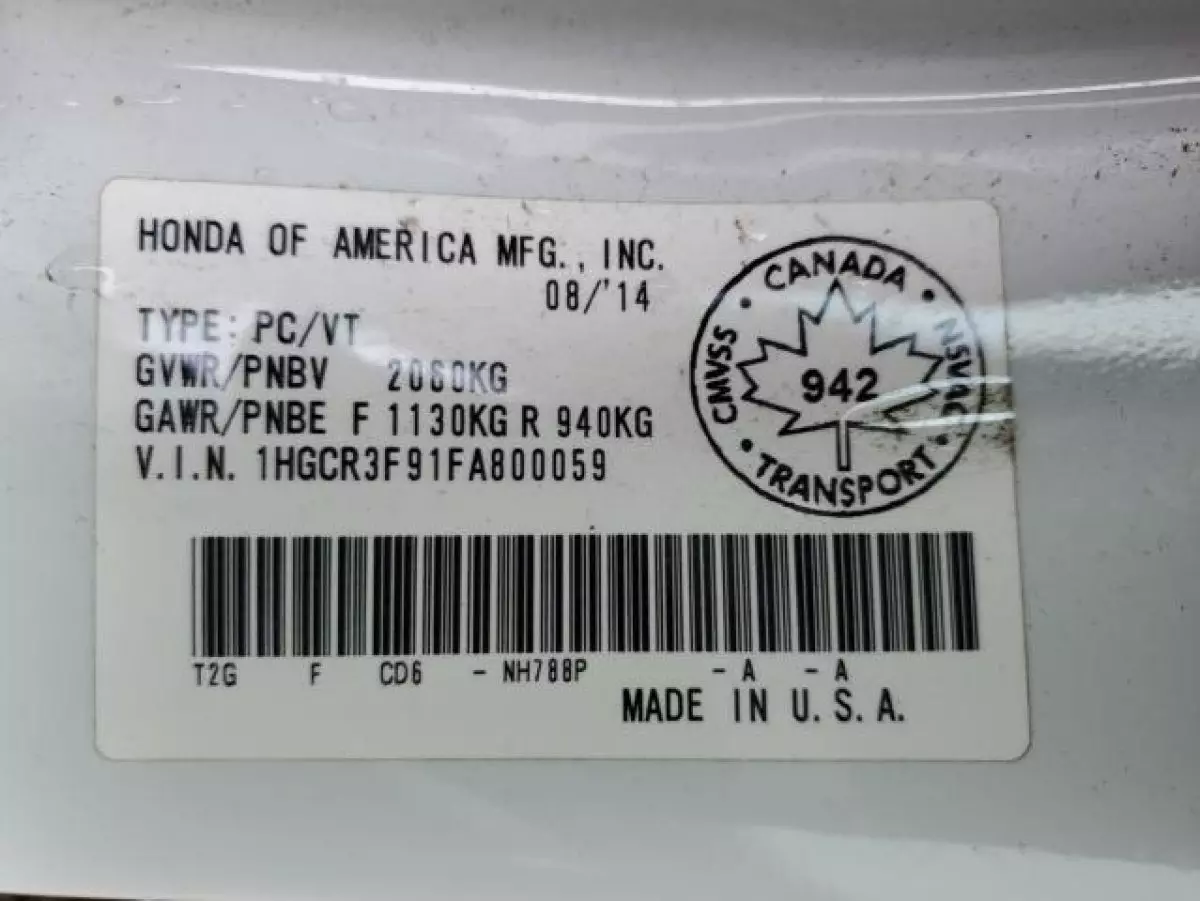 HONDA OF AMERICA MFG., INC.
08/'14
TYPE: PC/VT
GVWR/PNBV 2060KG
GAWR/PNBE F 1130KG R 940KG
V.I.N. 1HGCR3F91FA800059
CANADA
CMVSS
NSVAC
942
TRANSPORT
T2G F CD6 - NH788P - A - A
MADE IN U.S.A.